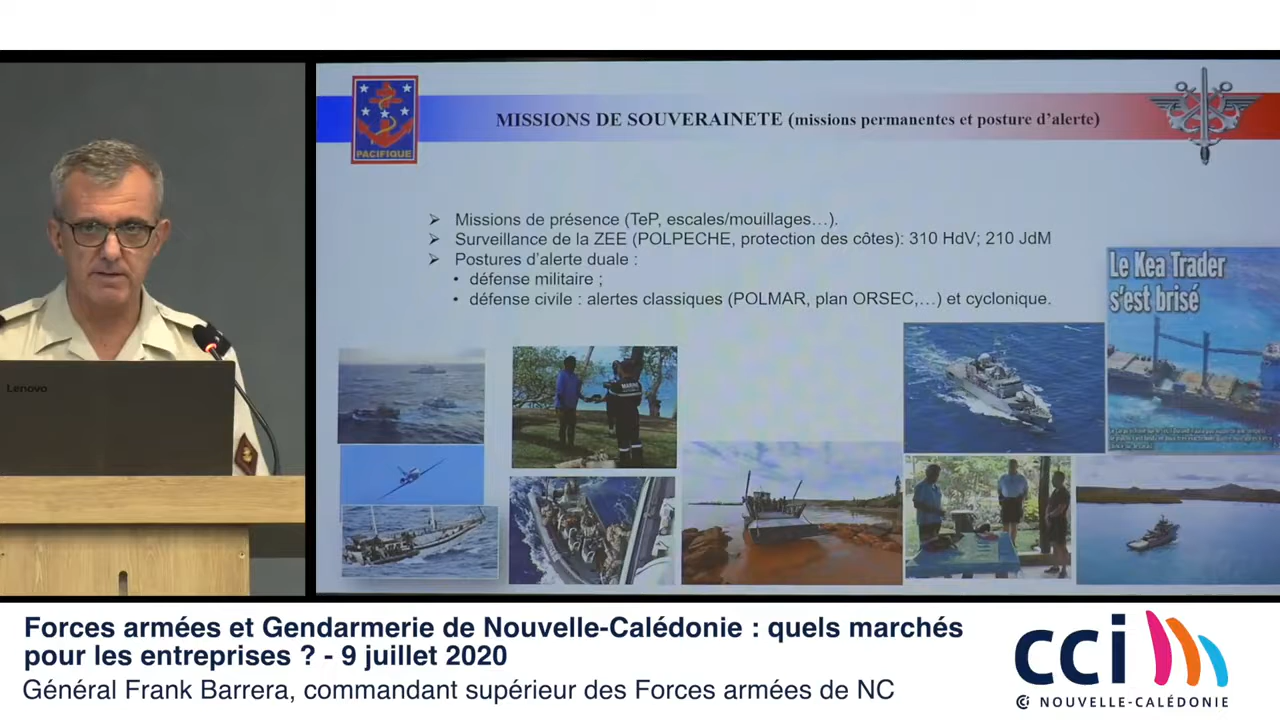 PACIFIQUE
MISSIONS DE SOUVERAINETE (missions permanentes et posture d'alerte)
Missions de présence (TeP, escales/mouillages…).
Surveillance de la ZEE (POLPECHE, protection des côtes): 310 HdV; 210 JdM
Postures d'alerte duale :
• défense militaire ;
• défense civile : alertes classiques (POLMAR, plan ORSEC,…) et cyclonique.
Le Kea Trader
s'est brisé
MARINE
Lenovo
Forces armées et Gendarmerie de Nouvelle-Calédonie : quels marchés
pour les entreprises ? - 9 juillet 2020
Général Frank Barrera, commandant supérieur des Forces armées de NC
cci
NOUVELLE-CALÉDONIE